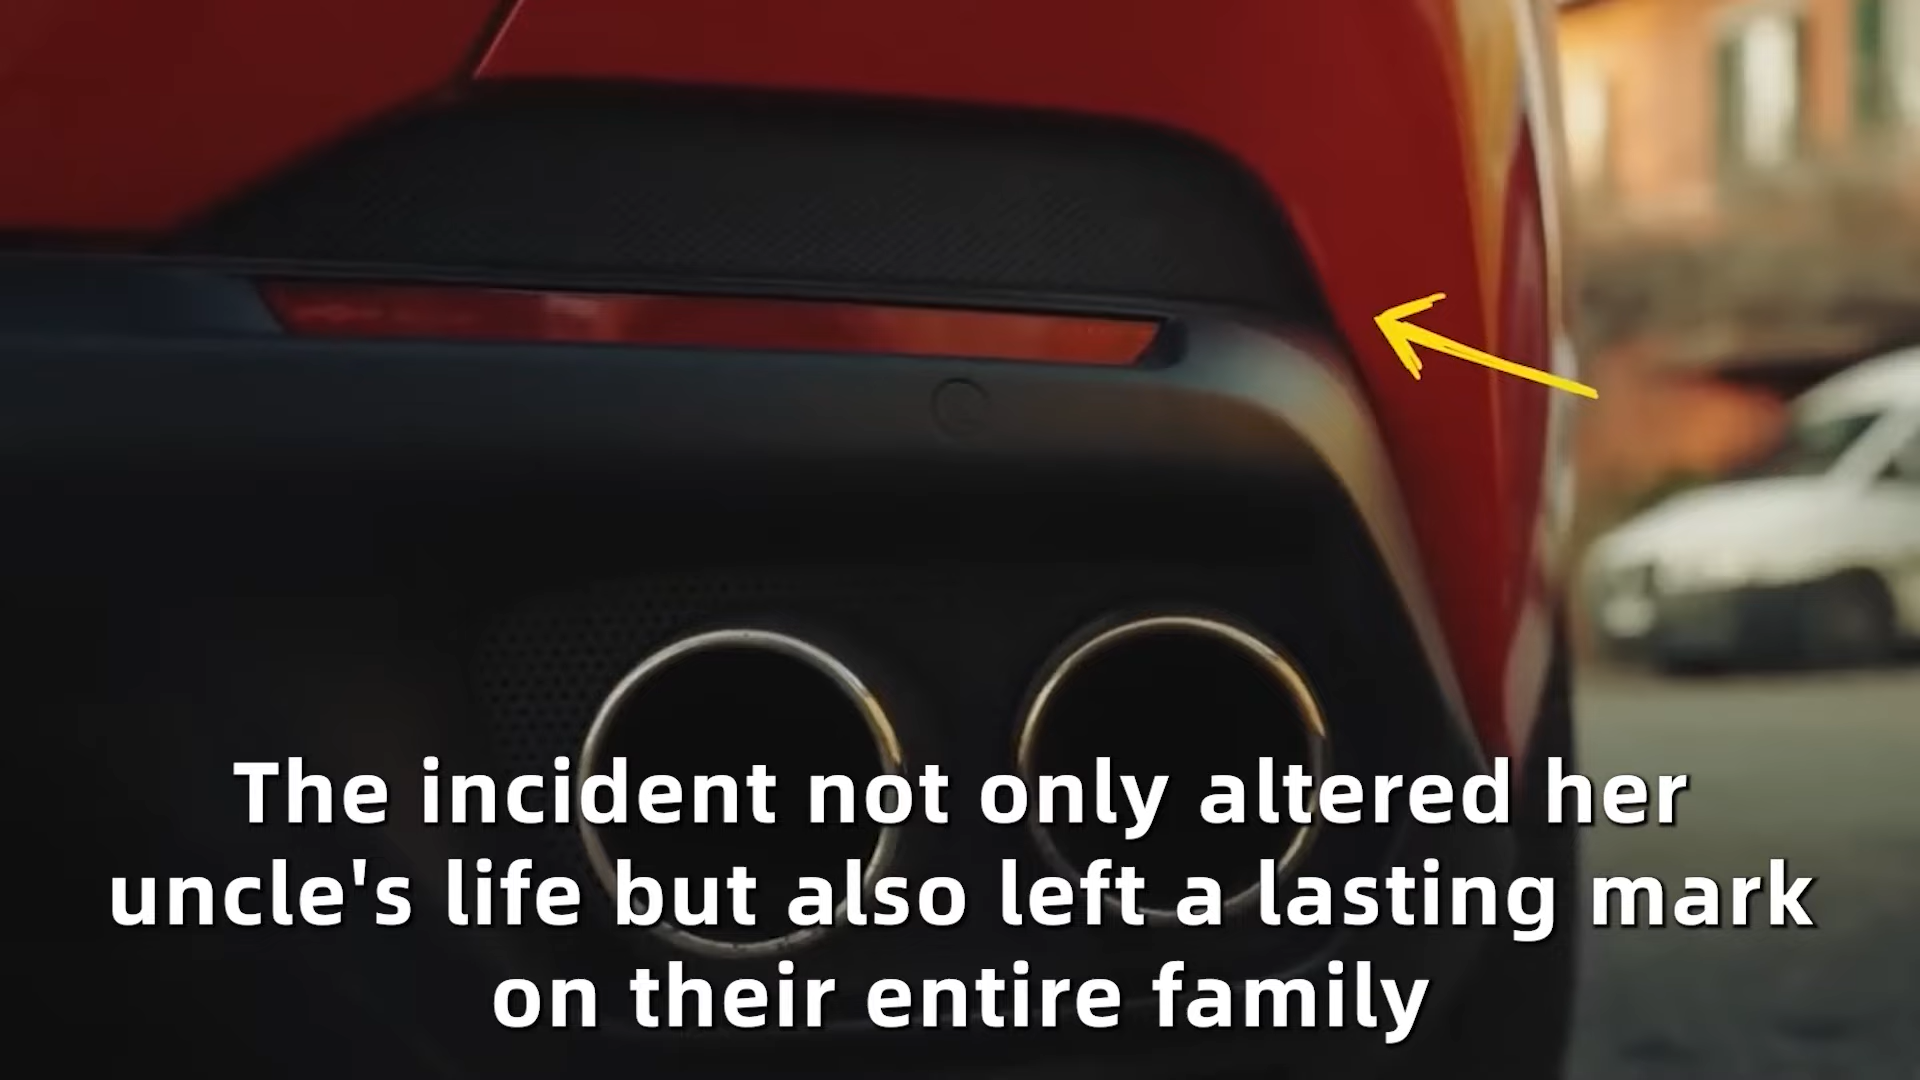 The incident not only altered her
uncle's life but also left a lasting mark
on their entire family